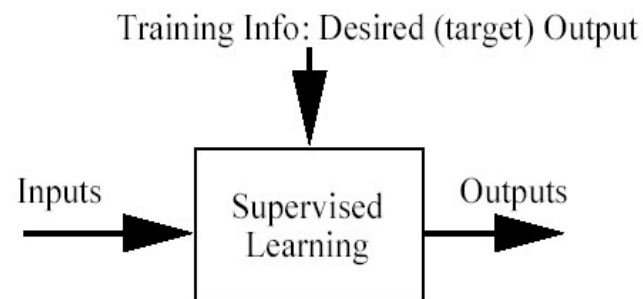 Training Info: Desired (target) Output
Inputs
Supervised
Learning
Outputs